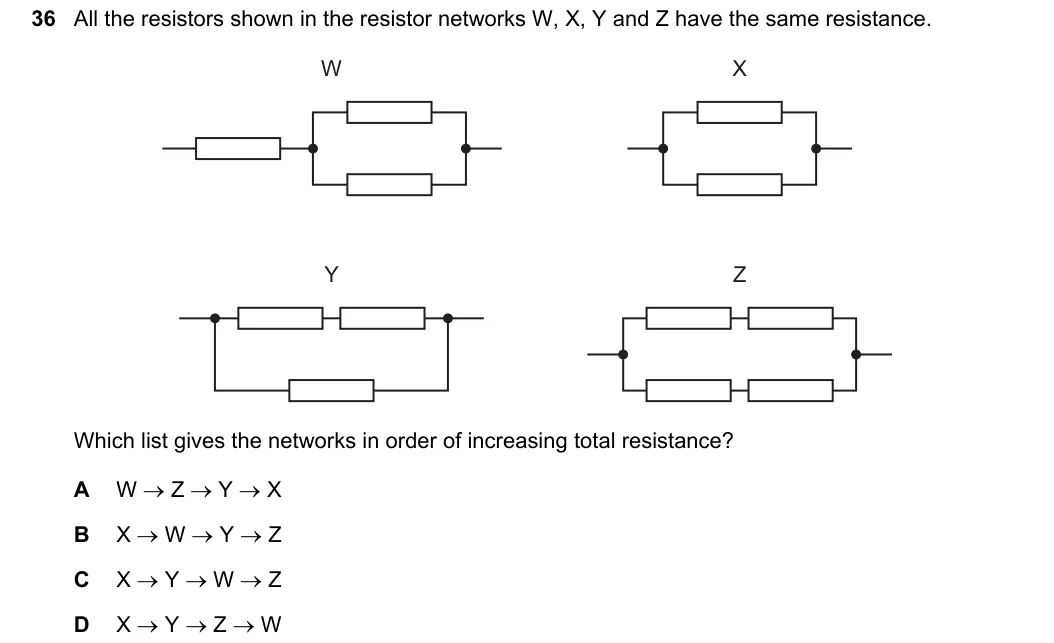 36 All the resistors shown in the resistor networks W, X, Y and Z have the same resistance.
W X
Y Z
Which list gives the networks in order of increasing total resistance?
A W → Z → Y → X
B X → W → Y → Z
C X → Y → W → Z
D X → Y → Z → W